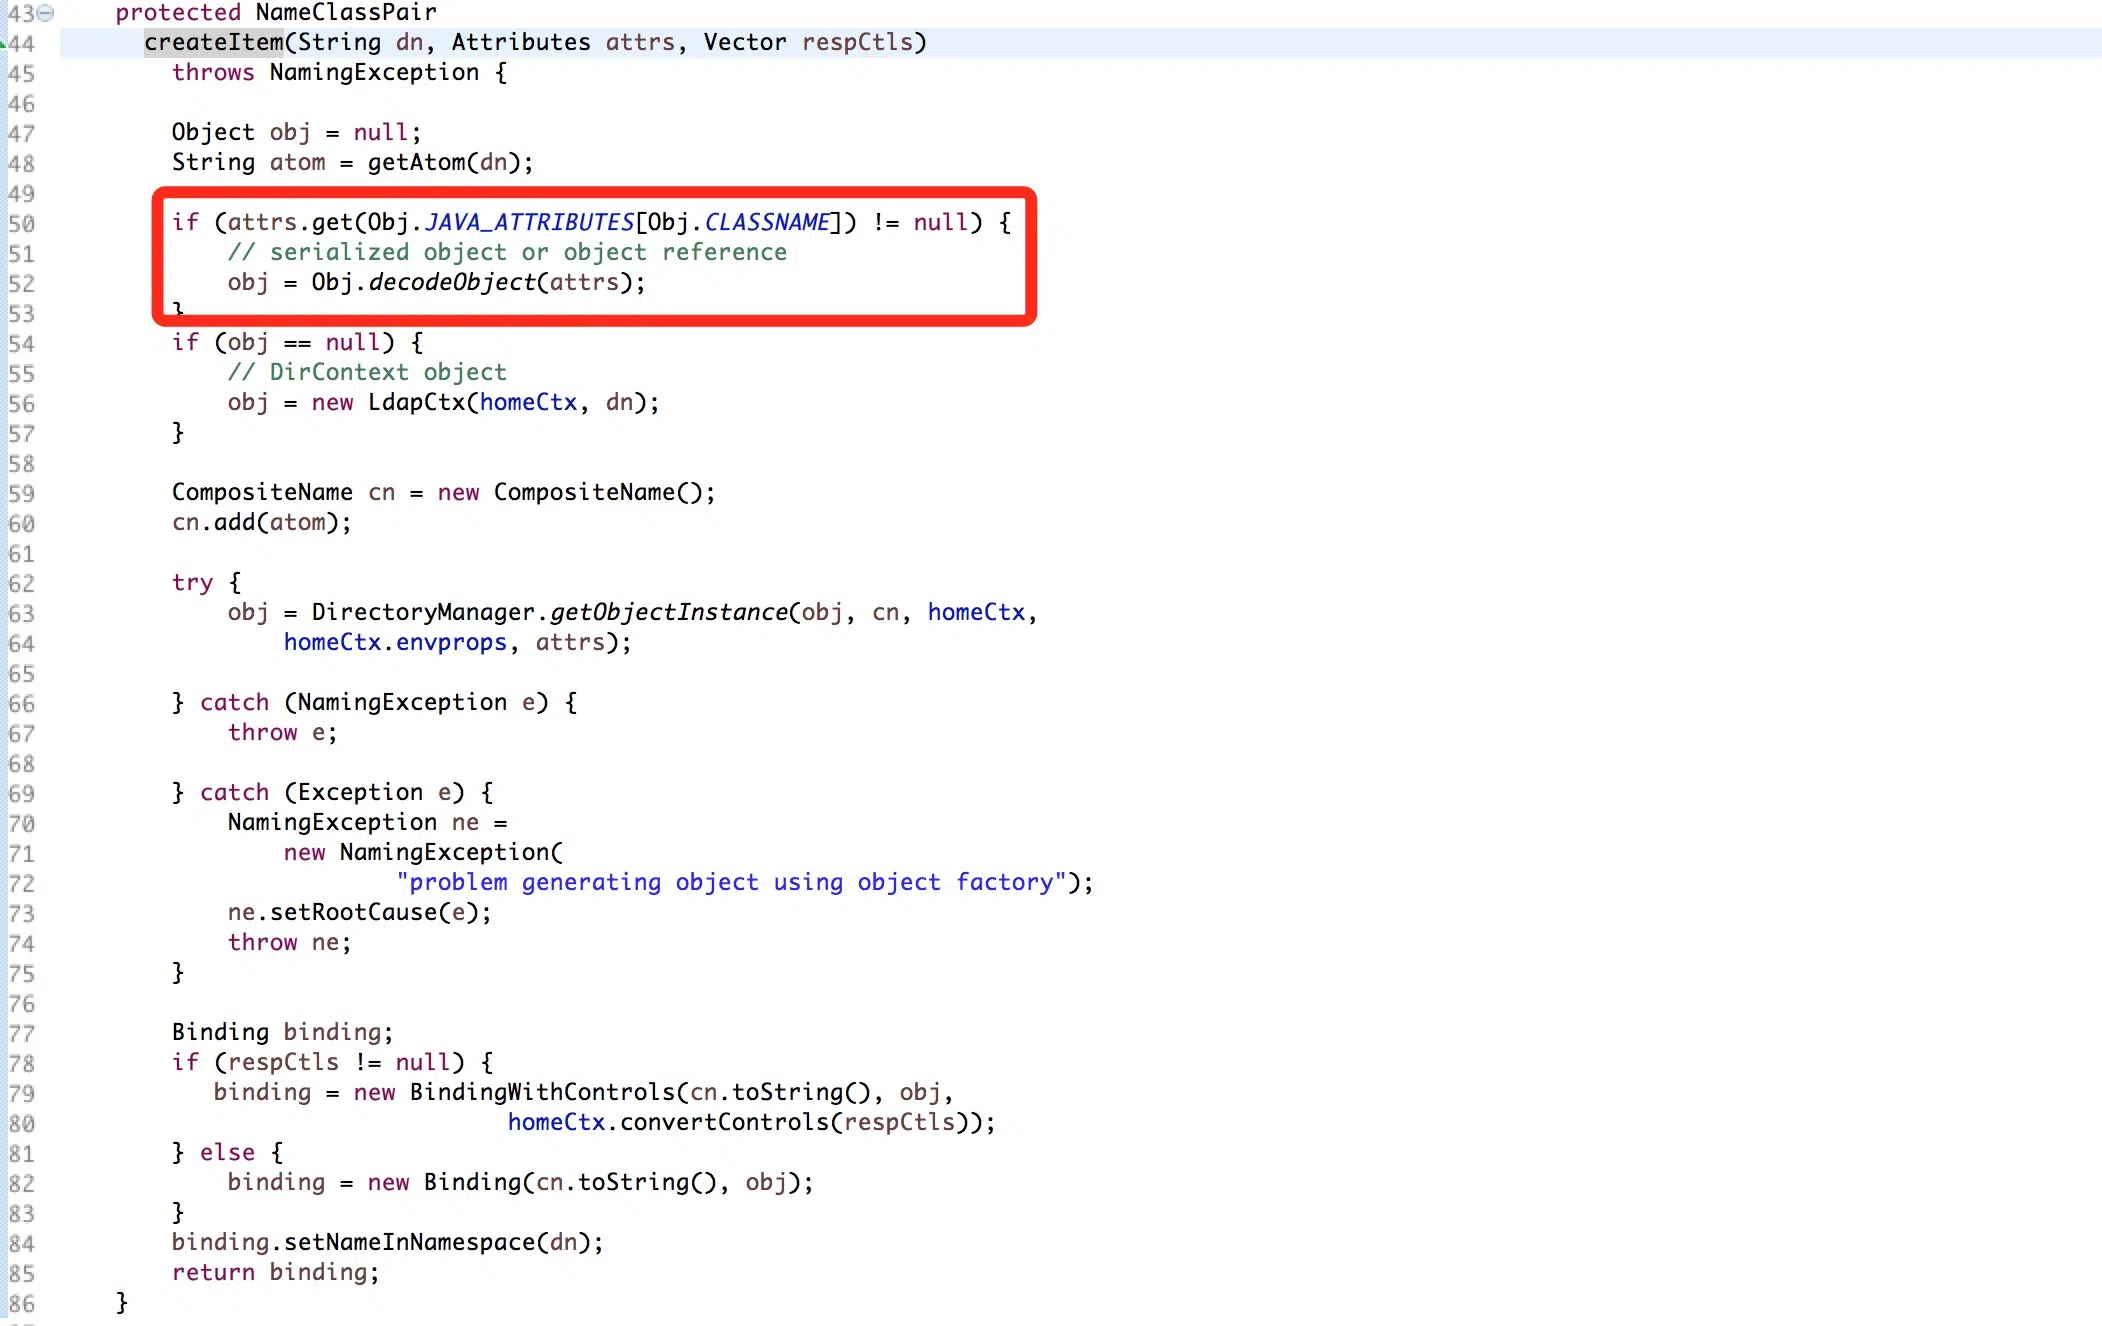 43 protected NameClassPair
44 createItem(String dn, Attributes attrs, Vector respCtls)
45 throws NamingException {
46
47 Object obj = null;
48 String atom = getAtom(dn);
49
50 if (attrs.get(Obj.JAVA_ATTRIBUTES[Obj.CLASSNAME]) != null) {
51 // serialized object or object reference
52 obj = Obj.decodeObject(attrs);
53 }
54 if (obj == null) {
55 // DirContext object
56 obj = new LdapCtx(homeCtx, dn);
57 }
58
59 CompositeName cn = new CompositeName();
60 cn.add(atom);
61
62 try {
63 obj = DirectoryManager.getObjectInstance(obj, cn, homeCtx,
64 homeCtx.envprops, attrs);
65
66 } catch (NamingException e) {
67 throw e;
68
69 } catch (Exception e) {
70 NamingException ne =
71 new NamingException(
72 "problem generating object using object factory");
73 ne.setRootCause(e);
74 throw ne;
75 }
76
77 Binding binding;
78 if (respCtls != null) {
79 binding = new BindingWithControls(cn.toString(), obj,
80 homeCtx.convertControls(respCtls));
81 } else {
82 binding = new Binding(cn.toString(), obj);
83 }
84 binding.setNameInNamespace(dn);
85 return binding;
86 }